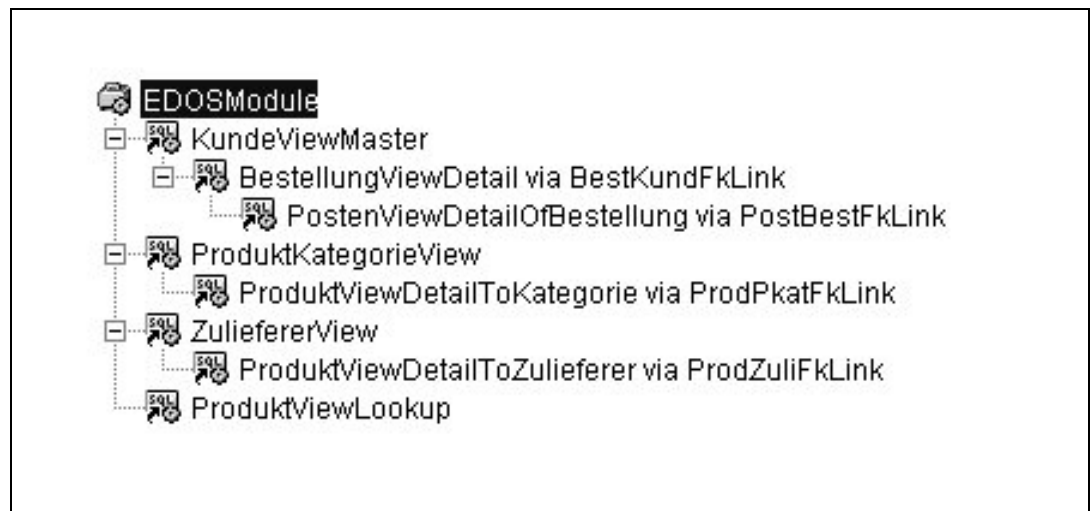 EDOSModule
KundeViewMaster
BestellungViewDetail via BestKundFkLink
PostenViewDetailOfBestellung via PostBestFkLink
ProduktKategorieView
ProduktViewDetailToKategorie via ProdPkatFkLink
ZuliefererView
ProduktViewDetailToZulieferer via ProdZuliFkLink
ProduktViewLookup